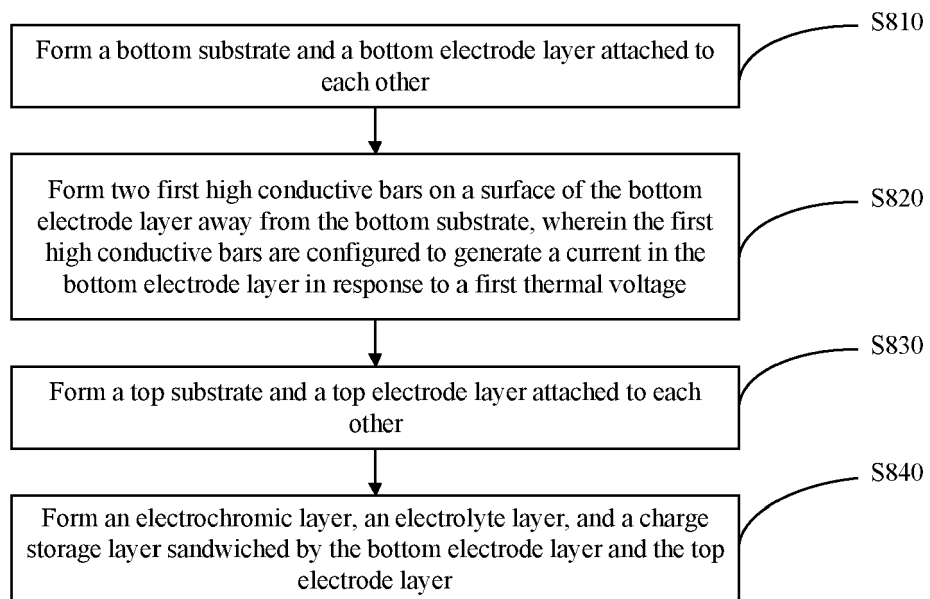 S810
Form a bottom substrate and a bottom electrode layer attached to
each other
S820
Form two first high conductive bars on a surface of the bottom
electrode layer away from the bottom substrate, wherein the first
high conductive bars are configured to generate a current in the
bottom electrode layer in response to a first thermal voltage
S830
Form a top substrate and a top electrode layer attached to each
other
S840
Form an electrochromic layer, an electrolyte layer, and a charge
storage layer sandwiched by the bottom electrode layer and the top
electrode layer